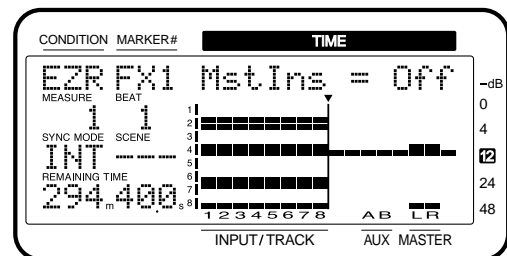 CONDITION MARKER# TIME
EZR FX1 MstIns = Off
MEASURE BEAT
1 1
SYNC MODE SCENE
INT --- --- ---
REMAINING TIME
294m400s
1
2
3
4
5
6
7
8
1 2 3 4 5 6 7 8 A B L R
INPUT/TRACK AUX MASTER
–dB
0
4
12
24
48